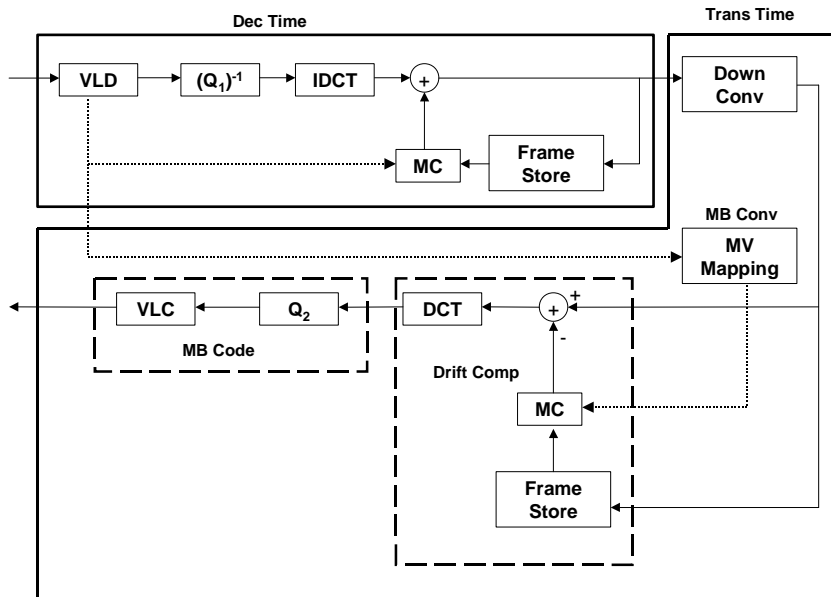 Dec Time
Trans Time
VLD
(Q₁)⁻¹
IDCT
+
Down
Conv
MC
Frame
Store
MB Conv
MV
Mapping
VLC
Q₂
MB Code
DCT
+
+
-
Drift Comp
MC
Frame
Store